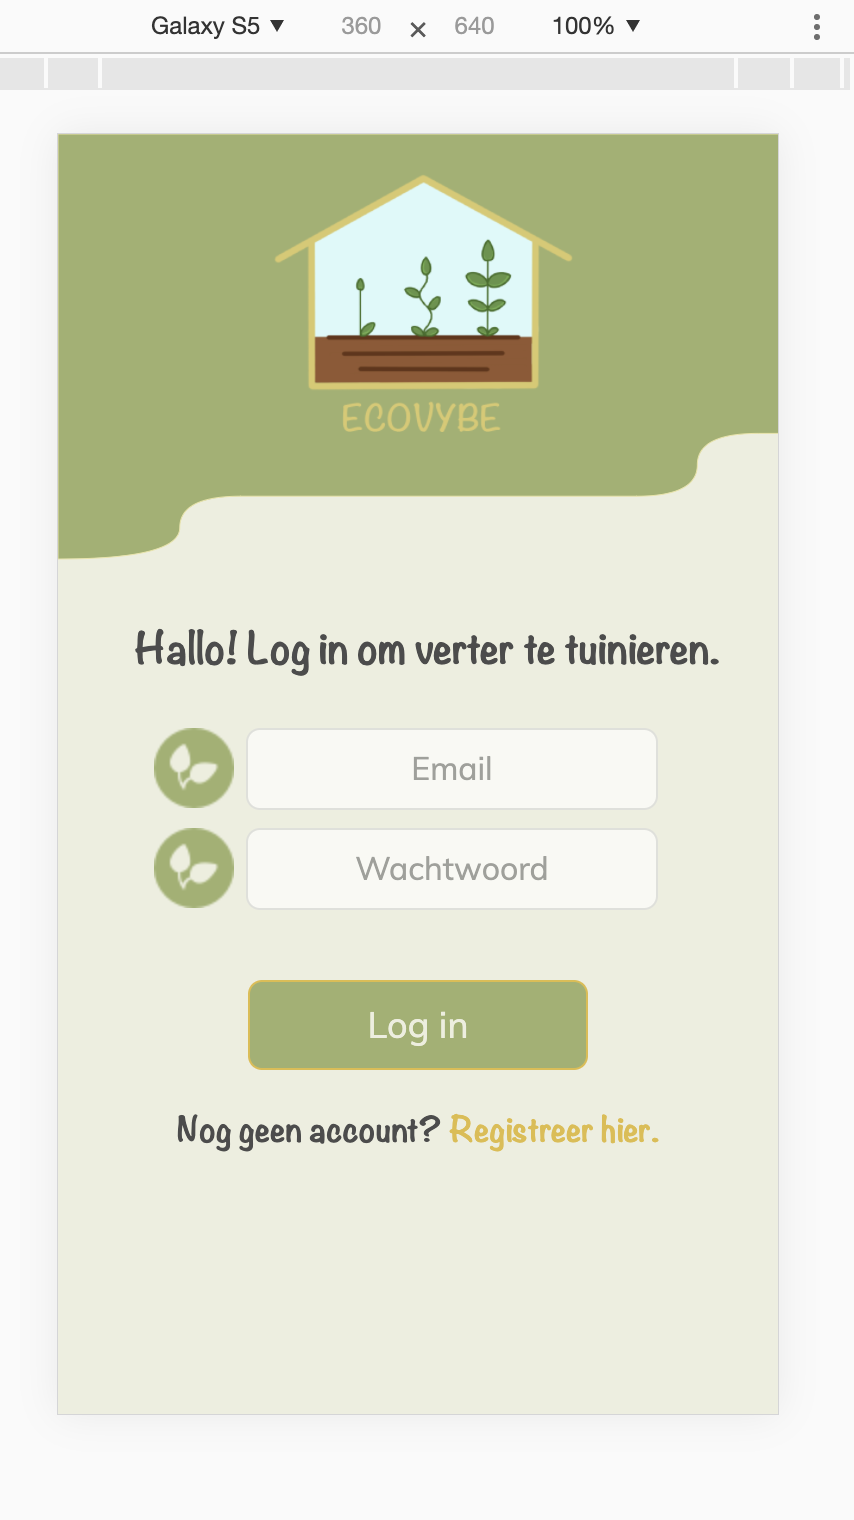 Galaxy S5 ▼ 360 × 640 100% ▼
ECOVYBE
Hallo! Log in om verter te tuinieren.
Email
Wachtwoord
Log in
Nog geen account? Registreer hier.